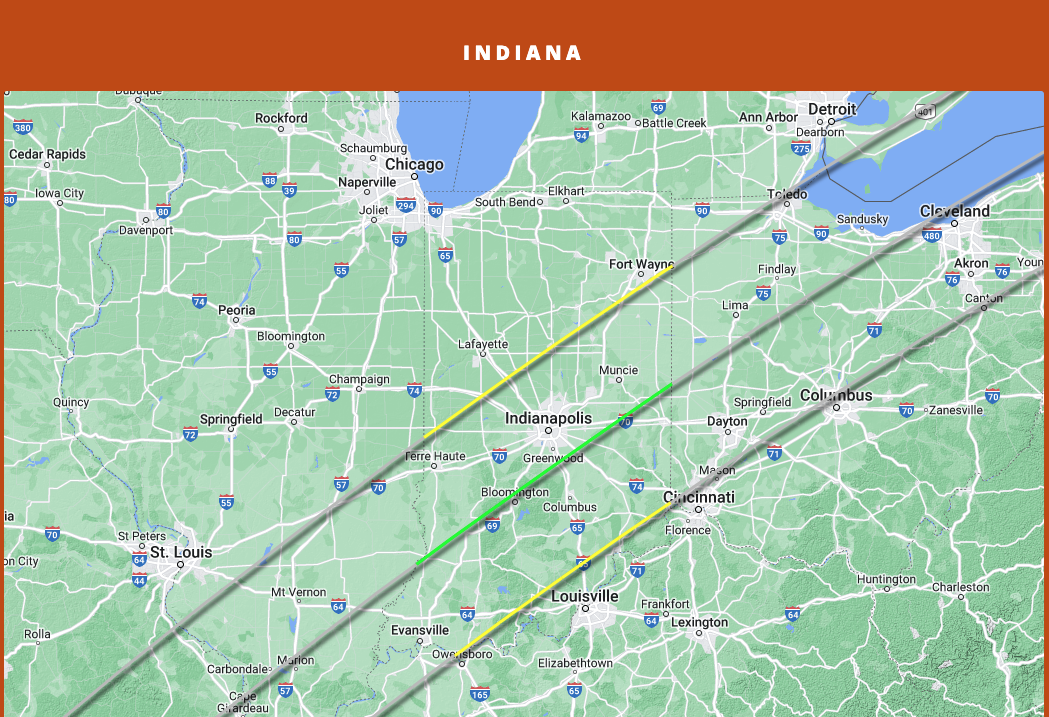 INDIANA
Dubuque
69
Detroit
401
Rockford
Kalamazoo
Battle Creek
Ann Arbor
380
94
Dearborn
Cedar Rapids
Schaumburg
275
Chicago
88
39
Naperville
Elkhart
Toledo
Iowa City
80
80
294
90
South Bend
90
Joliet
Sandusky
Cleveland
Davenport
80
57
75
90
480
65
55
Fort Wayne
Findlay
Akron
76
76
Youn
74
75
Canton
Peoria
Lima
71
Bloomington
Lafayette
55
Muncie
Champaign
72
74
Columbus
70
Quincy
Springfield
Decatur
Indianapolis
70
Springfield
Dayton
70
Zanesville
72
Terre Haute
70
Greenwood
71
Mason
57
70
74
Bloomington
Cincinnati
55
Columbus
ia
69
65
Florence
70
St Peters
St. Louis
on City
64
65
71
44
Huntington
Charleston
Mt Vernon
64
Louisville
64
Frankfort
64
64
Rolla
Evansville
Lexington
Owensboro
Carbondale
Marion
Elizabethtown
57
165
65
Cape
Girardeau